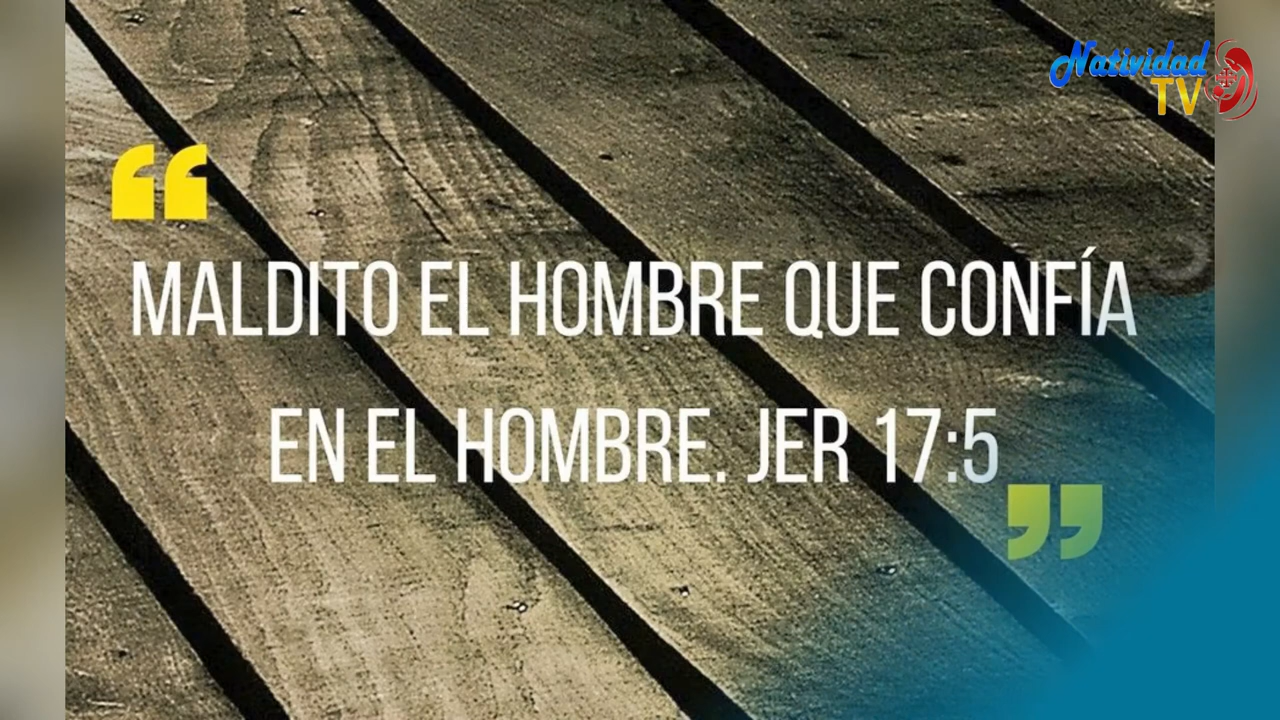 Natividad
TV
“
MALDITO EL HOMBRE QUE CONFÍA
EN EL HOMBRE. JER 17:5
”